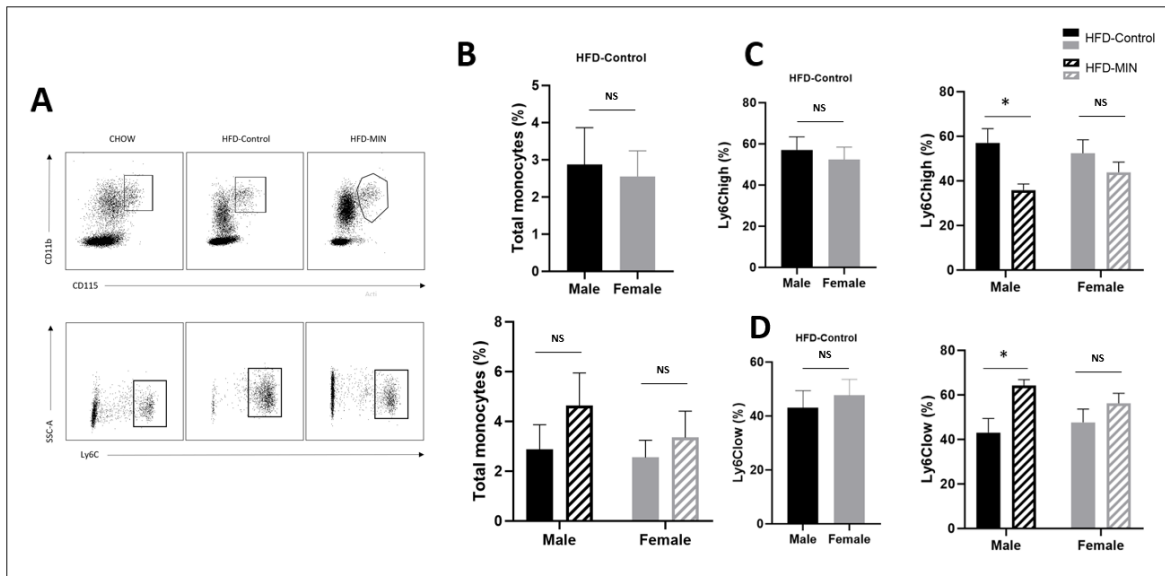 A
CHOW
HFD-Control
HFD-MIN
CD11b
CD115
Acti
SSC-A
Ly6C
B
HFD-Control
NS
Total monocytes (%)
5
4
3
2
1
0
Male Female
NS
NS
Total monocytes (%)
8
6
4
2
0
Male Female
C
HFD-Control
NS
Ly6Chigh (%)
80
60
40
20
0
Male Female
HFD-Control
HFD-MIN
*
NS
Ly6Chigh (%)
80
60
40
20
0
Male Female
D
HFD-Control
NS
Ly6Clow (%)
60
40
20
0
Male Female
*
NS
Ly6Clow (%)
80
60
40
20
0
Male Female